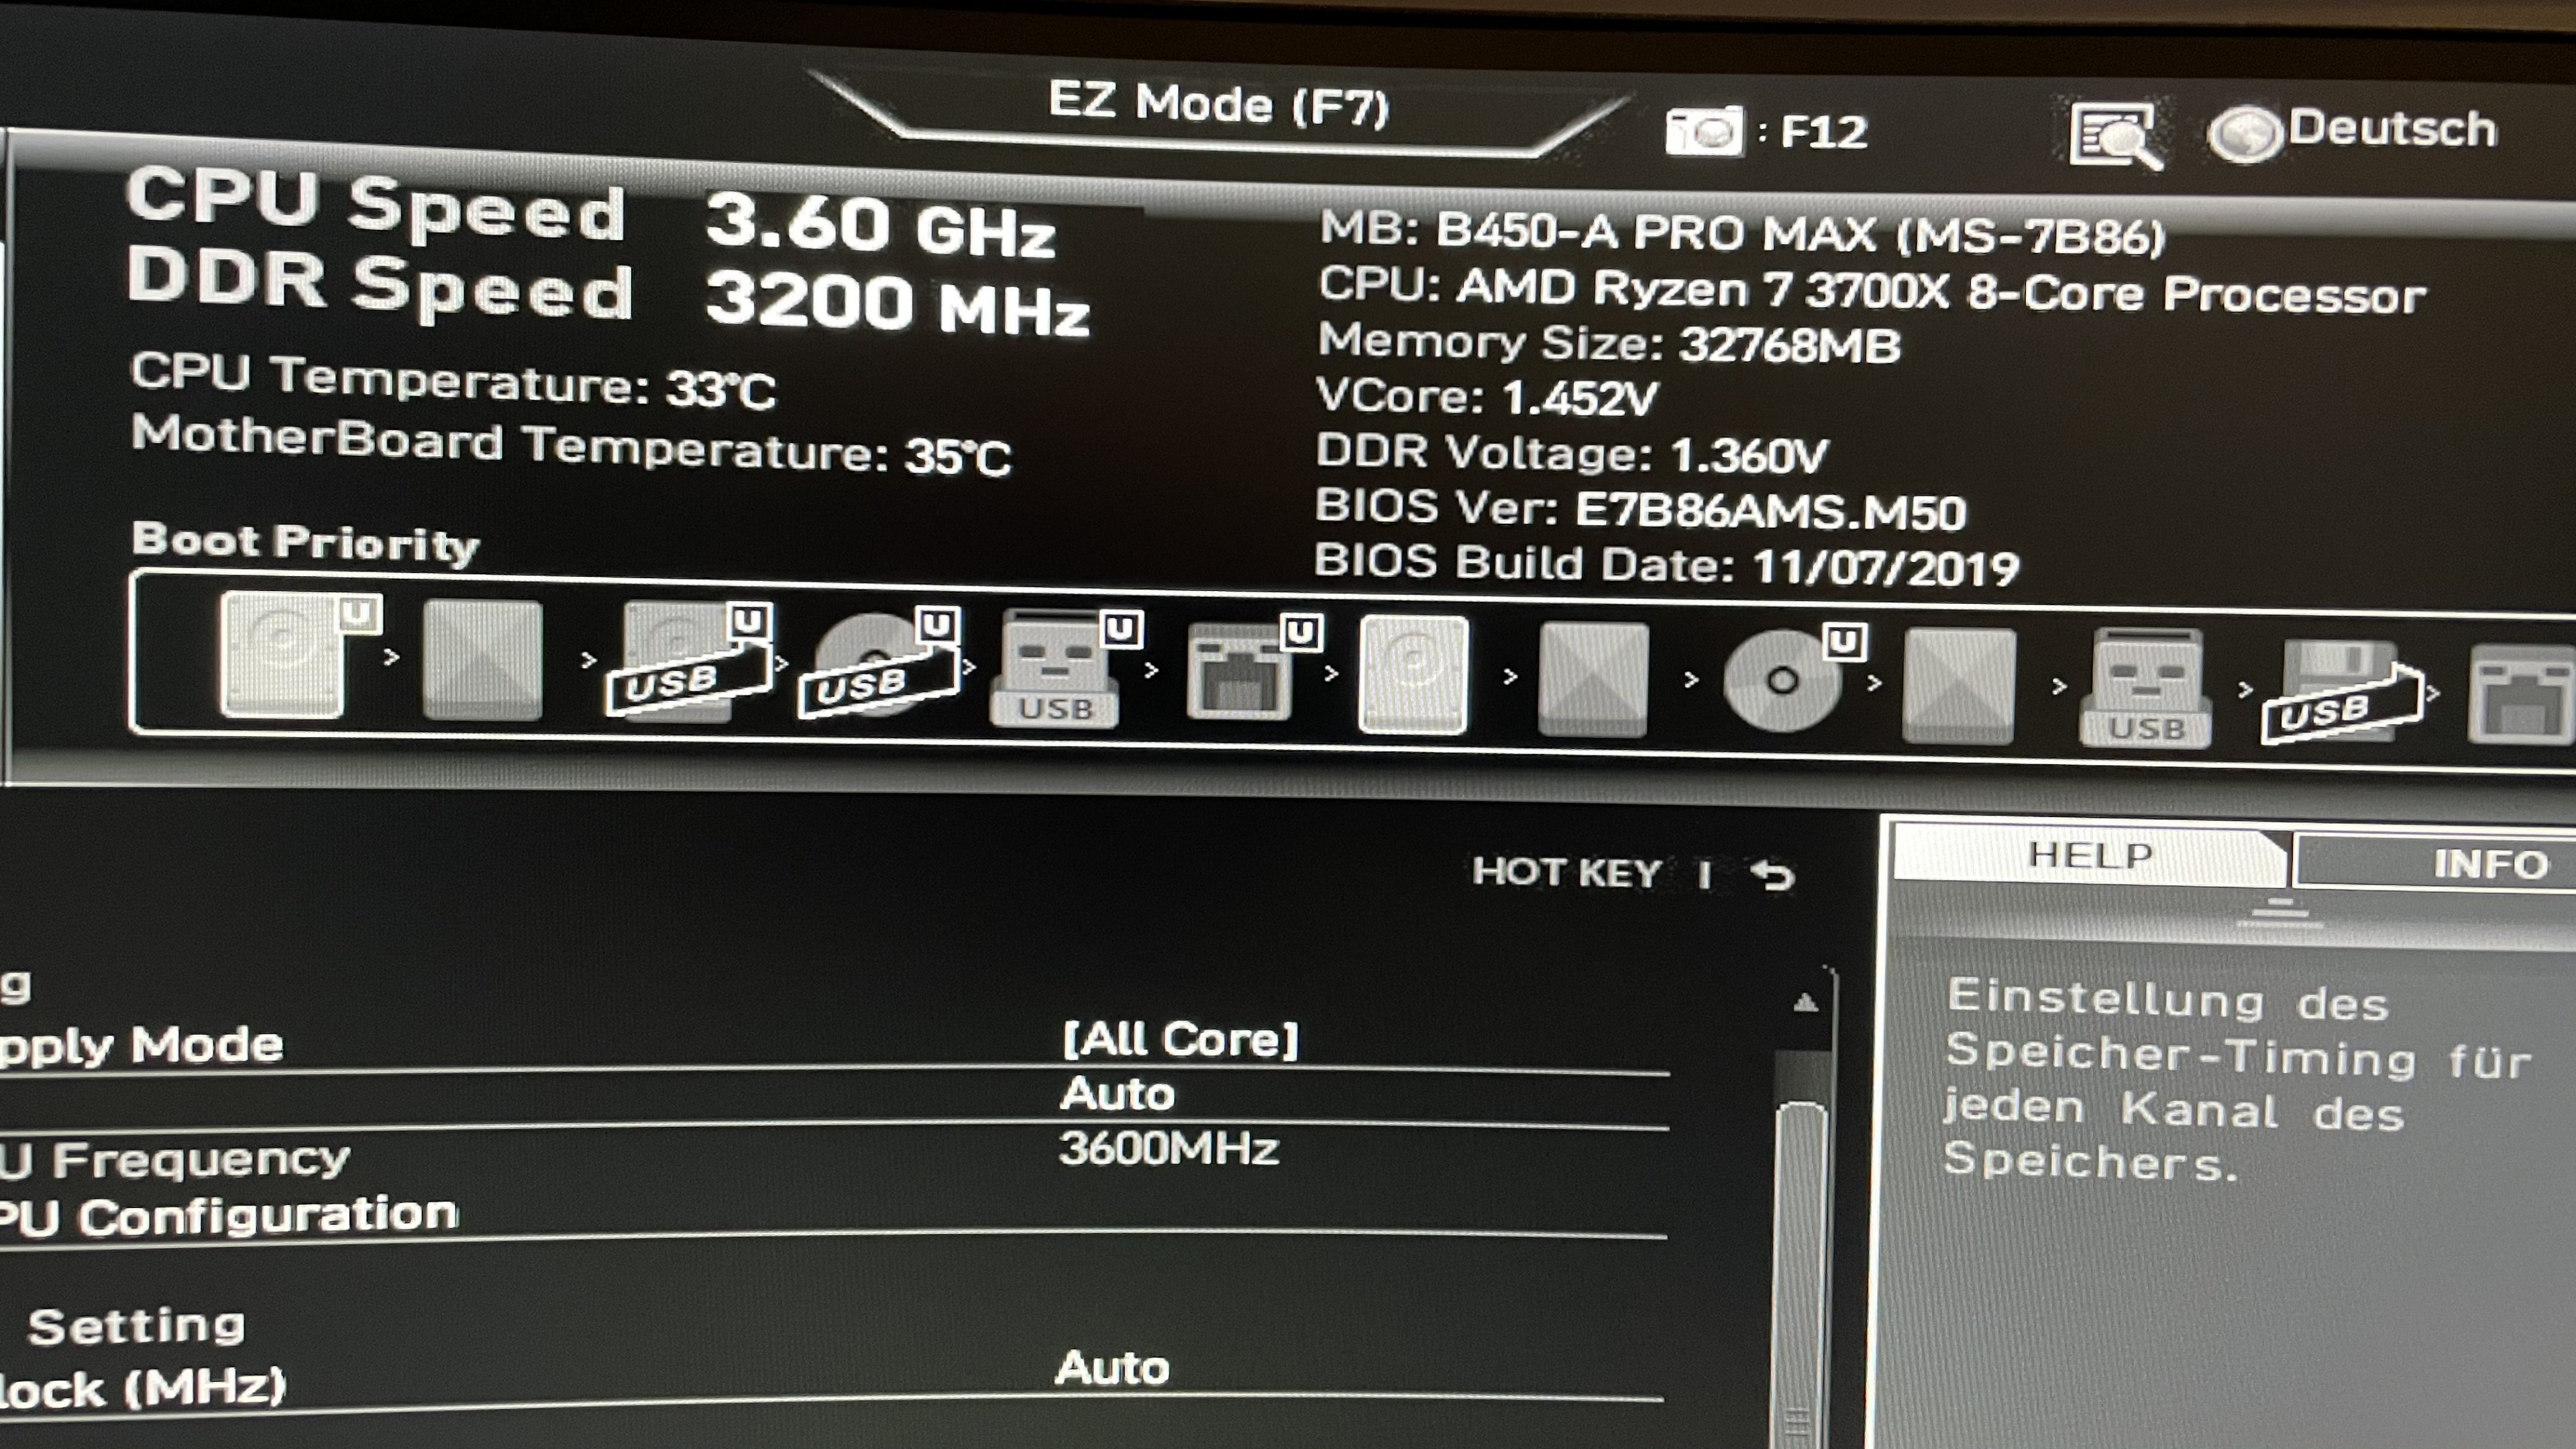 EZ Mode (F7)
: F12
Deutsch
CPU Speed 3.60 GHz
DDR Speed 3200 MHz
CPU Temperature: 33°C
MotherBoard Temperature: 35°C
MB: B450-A PRO MAX (MS-7B86)
CPU: AMD Ryzen 7 3700X 8-Core Processor
Memory Size: 32768MB
VCore: 1.452V
DDR Voltage: 1.360V
BIOS Ver: E7B86AMS.M50
BIOS Build Date: 11/07/2019
Boot Priority
U > > USB U > USB U > USB U > U > > > U > > USB > USB >
HOT KEY |
HELP INFO
g
pply Mode [All Core]
Auto
U Frequency 3600MHz
PU Configuration
Setting
lock (MHz) Auto
Einstellung des
Speicher-Timing für
jeden Kanal des
Speichers.